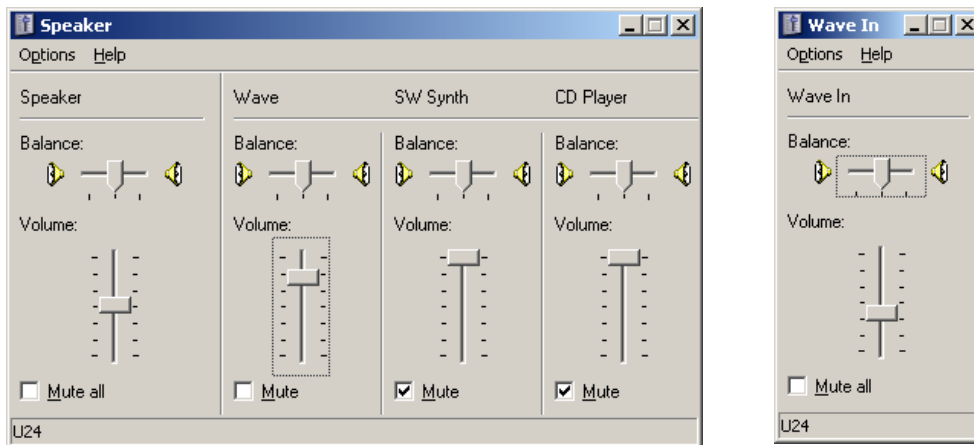 Speaker
Options Help
Speaker Wave SW Synth CD Player
Balance: Balance: Balance: Balance:
Volume: Volume: Volume: Volume:
Mute all Mute Mute Mute
U24
Wave In
Options Help
Wave In
Balance:
Volume:
Mute all
U24